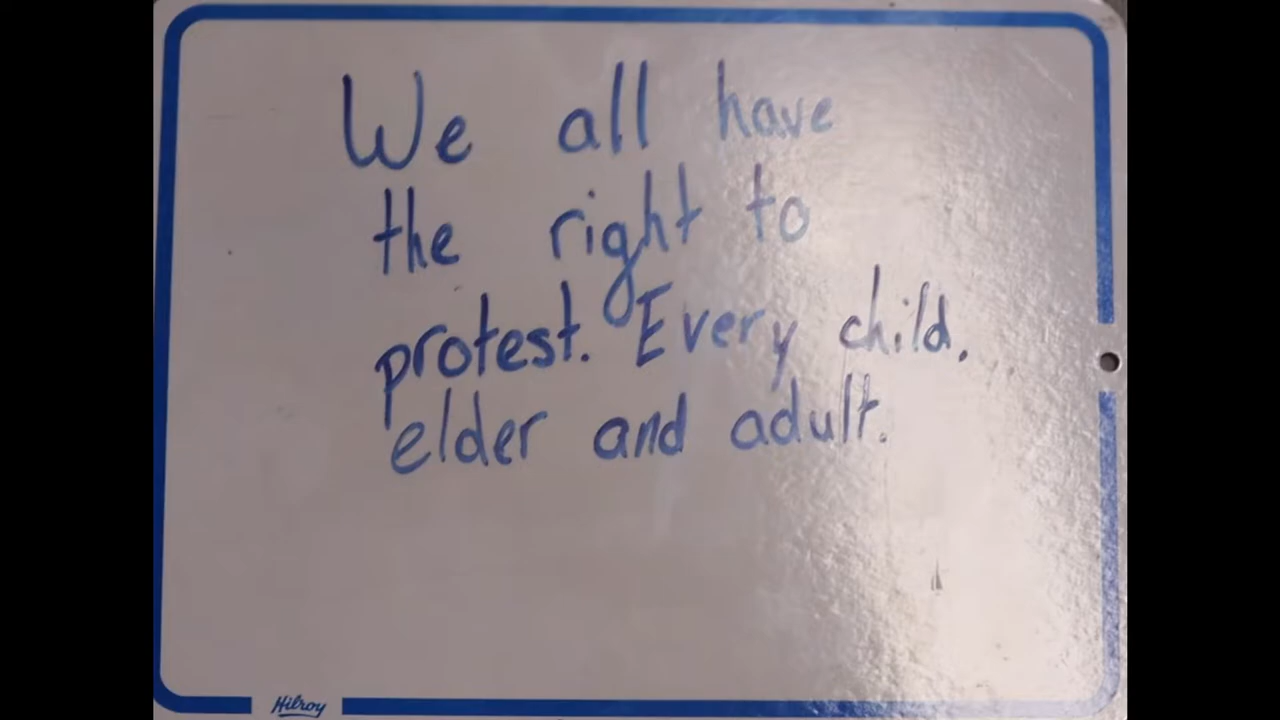 We all have
the right to
protest. Every child,
elder and adult.
Hilroy